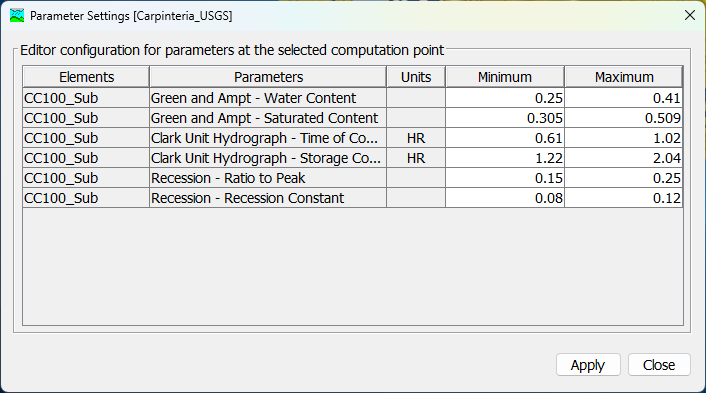 Parameter Settings [Carpinteria_USGS]
Editor configuration for parameters at the selected computation point
Elements Parameters Units Minimum Maximum
CC100_Sub Green and Ampt - Water Content 0.25 0.41
CC100_Sub Green and Ampt - Saturated Content 0.305 0.509
CC100_Sub Clark Unit Hydrograph - Time of Co... HR 0.61 1.02
CC100_Sub Clark Unit Hydrograph - Storage Co... HR 1.22 2.04
CC100_Sub Recession - Ratio to Peak 0.15 0.25
CC100_Sub Recession - Recession Constant 0.08 0.12
Apply Close